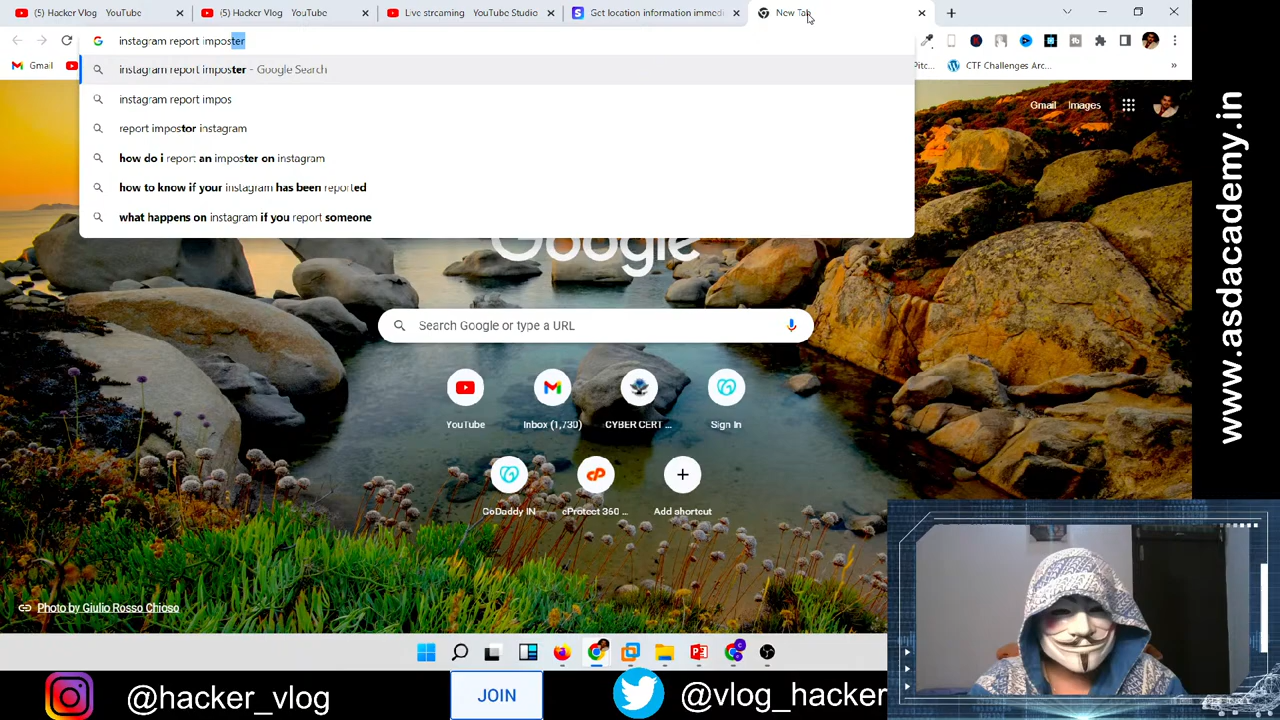 (5) Hacker Vlog YouTube
(5) Hacker Vlog YouTube
Live streaming YouTube Studio
Get location information immed
New Tab
instagram report imposter
Gmail
Pitc...
CTF Challenges Arc...
»
instagram report imposter - Google Search
instagram report impos
report impostor instagram
how do i report an imposter on instagram
how to know if your instagram has been reported
what happens on instagram if you report someone
Gmail
Images
Google
Search Google or type a URL
YouTube
Inbox (1,730)
CYBER CERT ...
Sign In
GoDaddy IN
cProtect 360 ...
Add shortcut
Photo by Giulio Rosso Chioso
www.asdacademy.in
@hacker_vlog
JOIN
@vlog_hacker